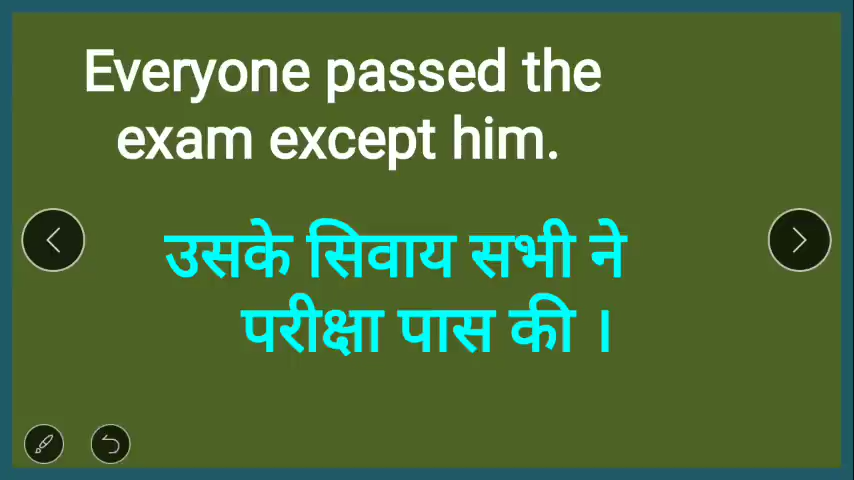 Everyone passed the
exam except him.
उसके सिवाय सभी ने
परीक्षा पास की ।